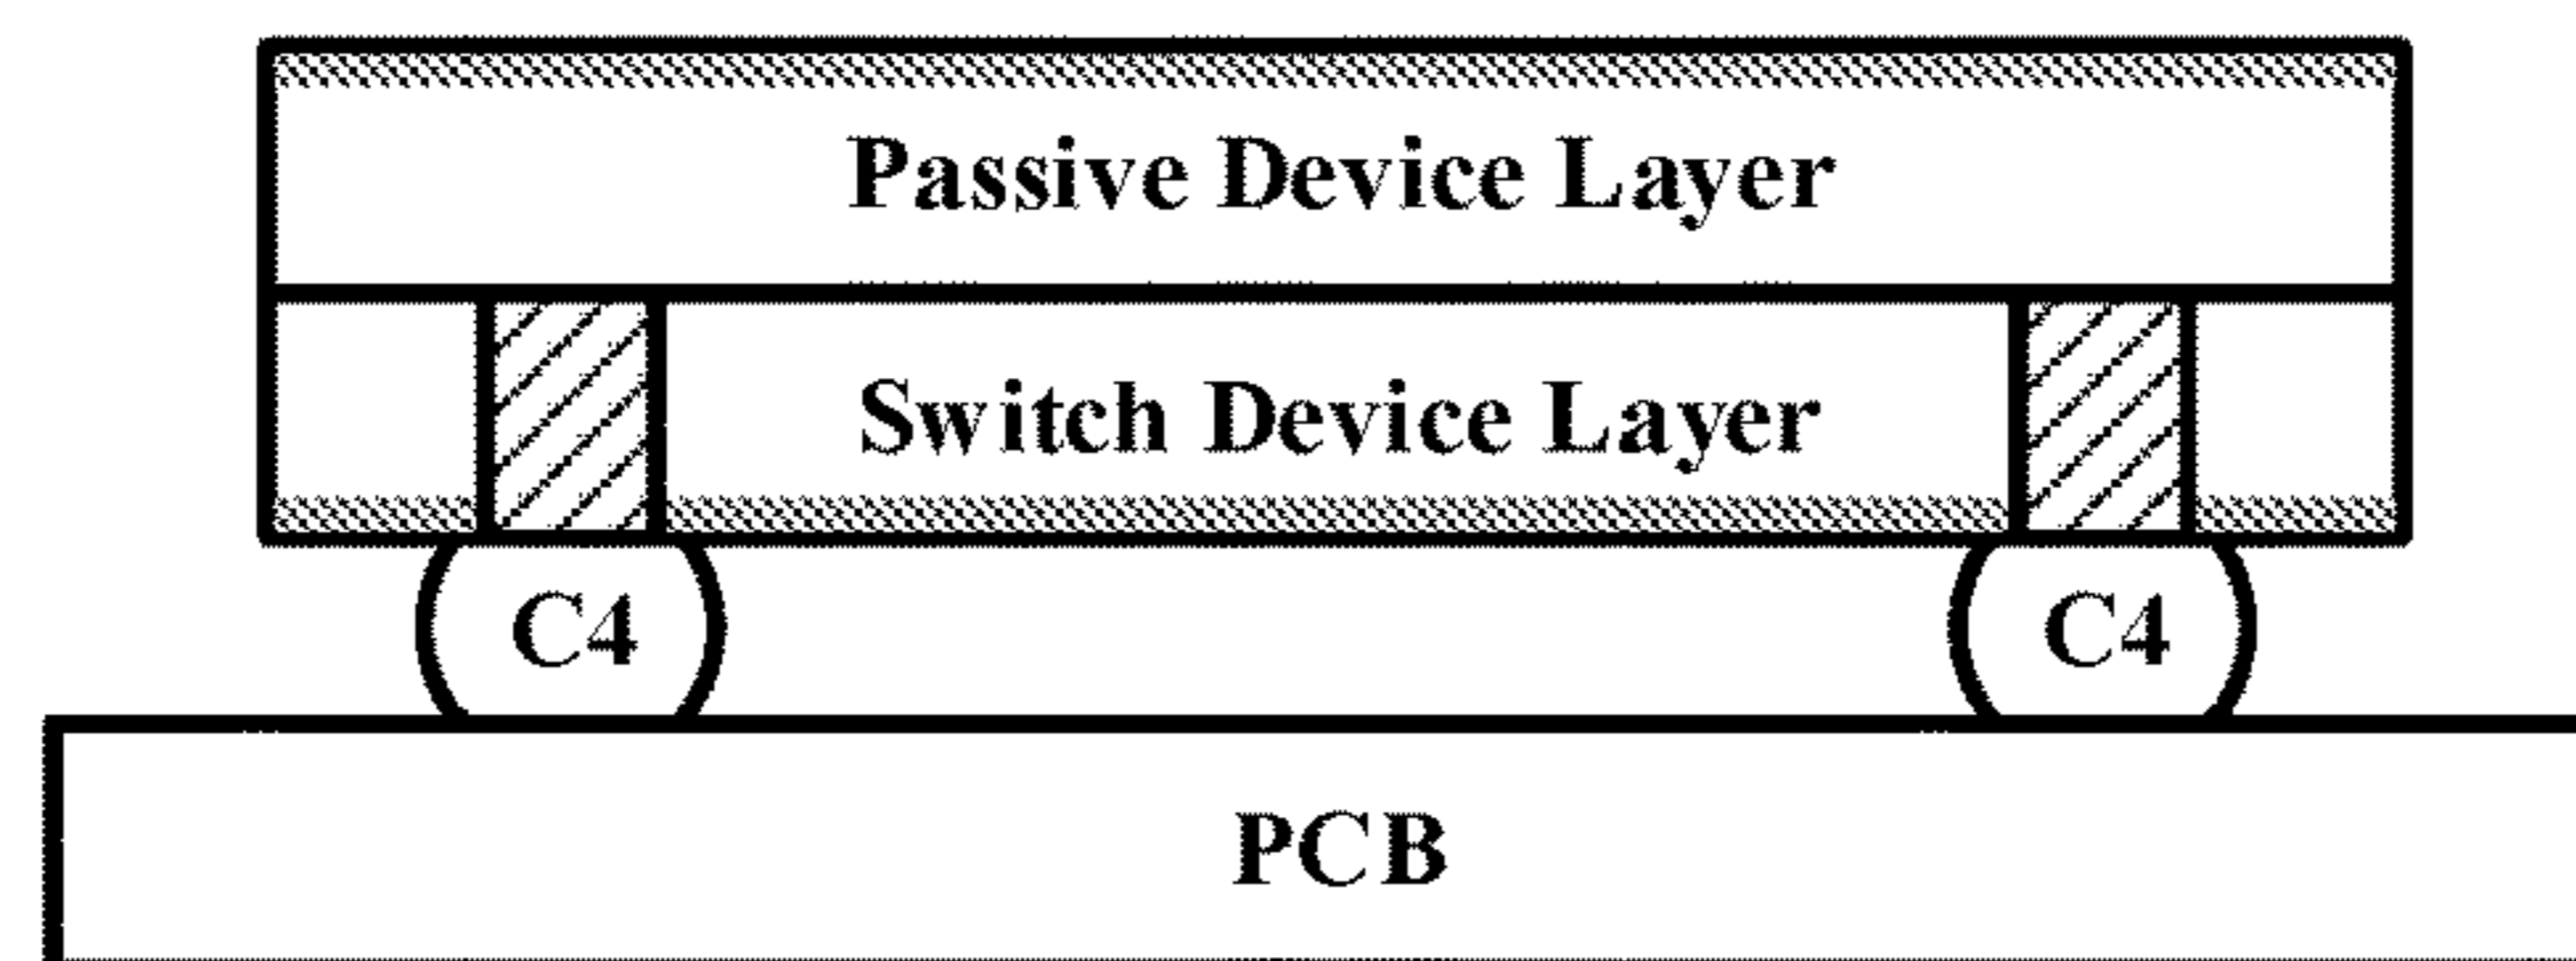 Passive Device Layer
Switch Device Layer
C4 C4
PCB